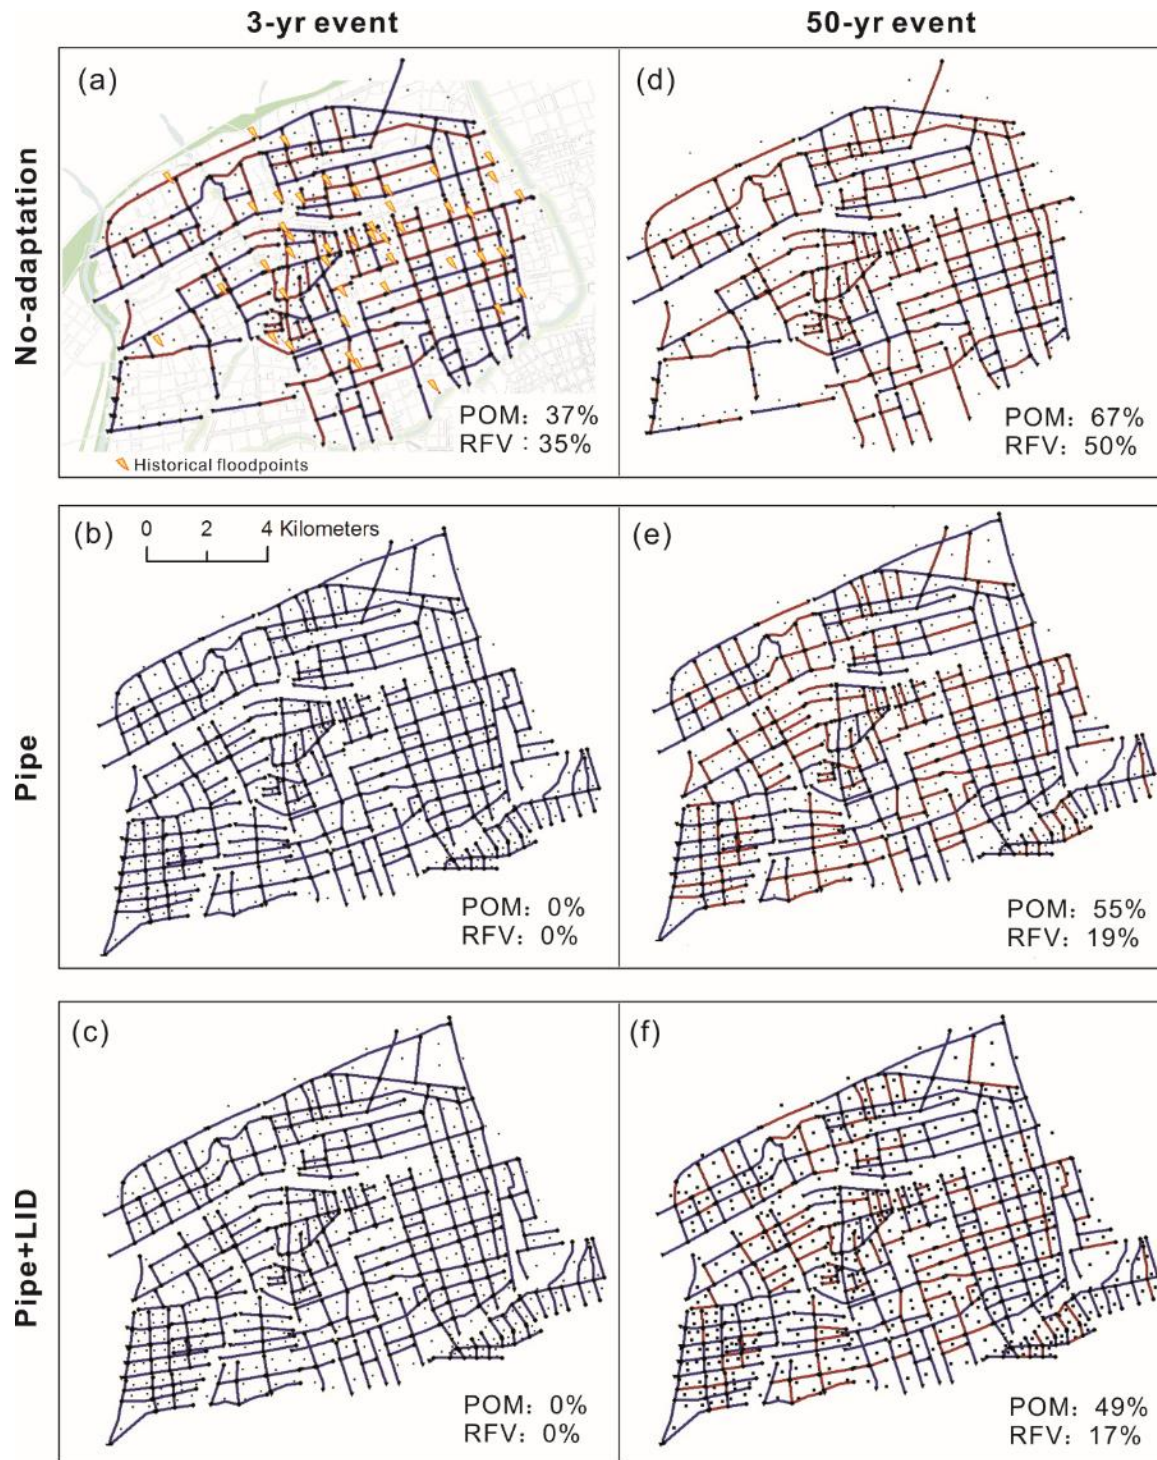 3-yr event
50-yr event
No-adaptation
(a)
POM: 37%
RFV : 35%
Historical floodpoints
(d)
POM: 67%
RFV: 50%
Pipe
(b)
0 2 4 Kilometers
POM: 0%
RFV: 0%
(e)
POM: 55%
RFV: 19%
Pipe+LID
(c)
POM: 0%
RFV: 0%
(f)
POM: 49%
RFV: 17%